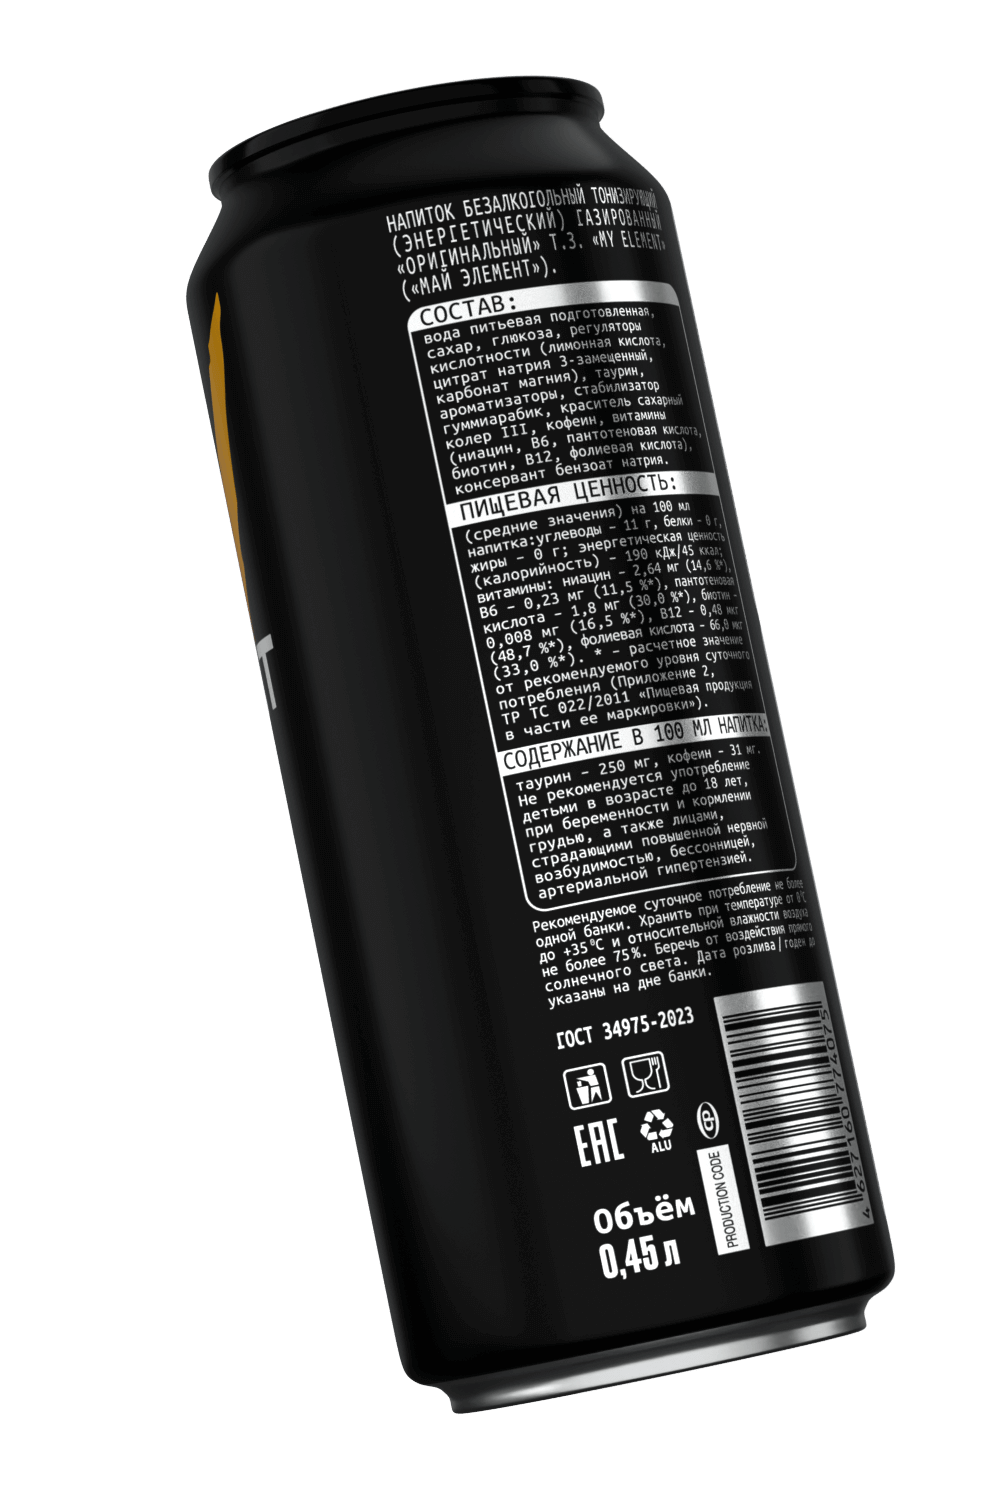 НАПИТОК БЕЗАЛКОГОЛЬНЫЙ ТОНИЗИРУЮЩИЙ
(ЭНЕРГЕТИЧЕСКИЙ) ГАЗИРОВАННЫЙ
«ОРИГИНАЛЬНЫЙ» Т.З. «MY ELEMENT»
(«МАЙ ЭЛЕМЕНТ»).
СОСТАВ:
вода питьевая подготовленная,
сахар, глюкоза, регуляторы
кислотности (лимонная кислота,
цитрат натрия 3-замещенный,
карбонат магния), таурин,
ароматизаторы, стабилизатор
гуммиарабик, краситель сахарный
колер III, кофеин, витамины
(ниацин, B6, пантотеновая кислота,
биотин, B12, фолиевая кислота),
консервант бензоат натрия.
ПИЩЕВАЯ ЦЕННОСТЬ:
(средние значения) на 100 мл
напитка:углеводы – 11 г, белки – 0 г,
жиры – 0 г; энергетическая ценность
(калорийность) – 190 кДж/45 ккал;
витамины: ниацин – 2,64 мг (14,6 %*),
B6 – 0,23 мг (11,5 %*), пантотеновая
кислота – 1,8 мг (30,0 %*), биотин –
0,008 мг (16,5 %*), B12 – 0,48 мкг
(48,7 %*), фолиевая кислота – 66,0 мкг
(33,0 %*). * – расчетное значение
от рекомендуемого уровня суточного
потребления (Приложение 2,
ТР ТС 022/2011 «Пищевая продукция
в части ее маркировки»).
СОДЕРЖАНИЕ В 100 МЛ НАПИТКА:
таурин – 250 мг, кофеин – 31 мг.
Не рекомендуется употребление
детьми в возрасте до 18 лет,
при беременности и кормлении
грудью, а также лицами,
страдающими повышенной нервной
возбудимостью, бессонницей,
артериальной гипертензией.
Рекомендуемое суточное потребление не более
одной банки. Хранить при температуре от 0°С
до +35°С и относительной влажности воздуха
не более 75%. Беречь от воздействия прямого
солнечного света. Дата розлива/годен до
указаны на дне банки.
ГОСТ 34975-2023
EAC
ALU
PRODUCTION CODE
4 627160 774075
Объём
0,45 л
Т